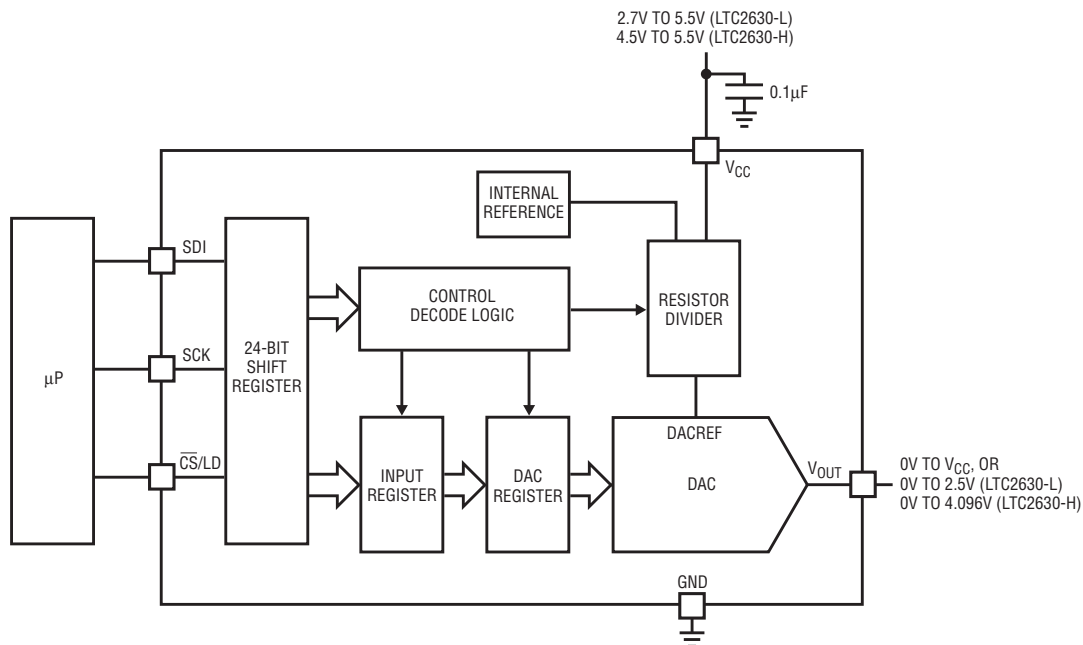 2.7V TO 5.5V (LTC2630-L)
4.5V TO 5.5V (LTC2630-H)
0.1µF
VCC
INTERNAL
REFERENCE
SDI
SCK
CS/LD
µP
24-BIT
SHIFT
REGISTER
CONTROL
DECODE LOGIC
RESISTOR
DIVIDER
INPUT
REGISTER
DAC
REGISTER
DACREF
DAC
VOUT
0V TO VCC, OR
0V TO 2.5V (LTC2630-L)
0V TO 4.096V (LTC2630-H)
GND